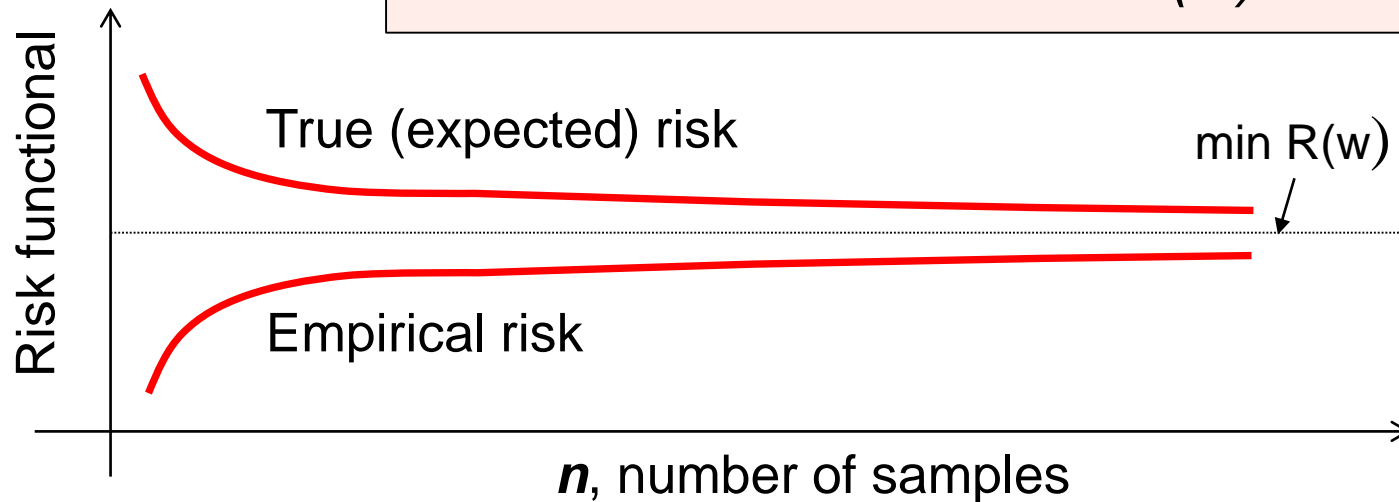 Risk functional
True (expected) risk
min R(w)
Empirical risk
n, number of samples